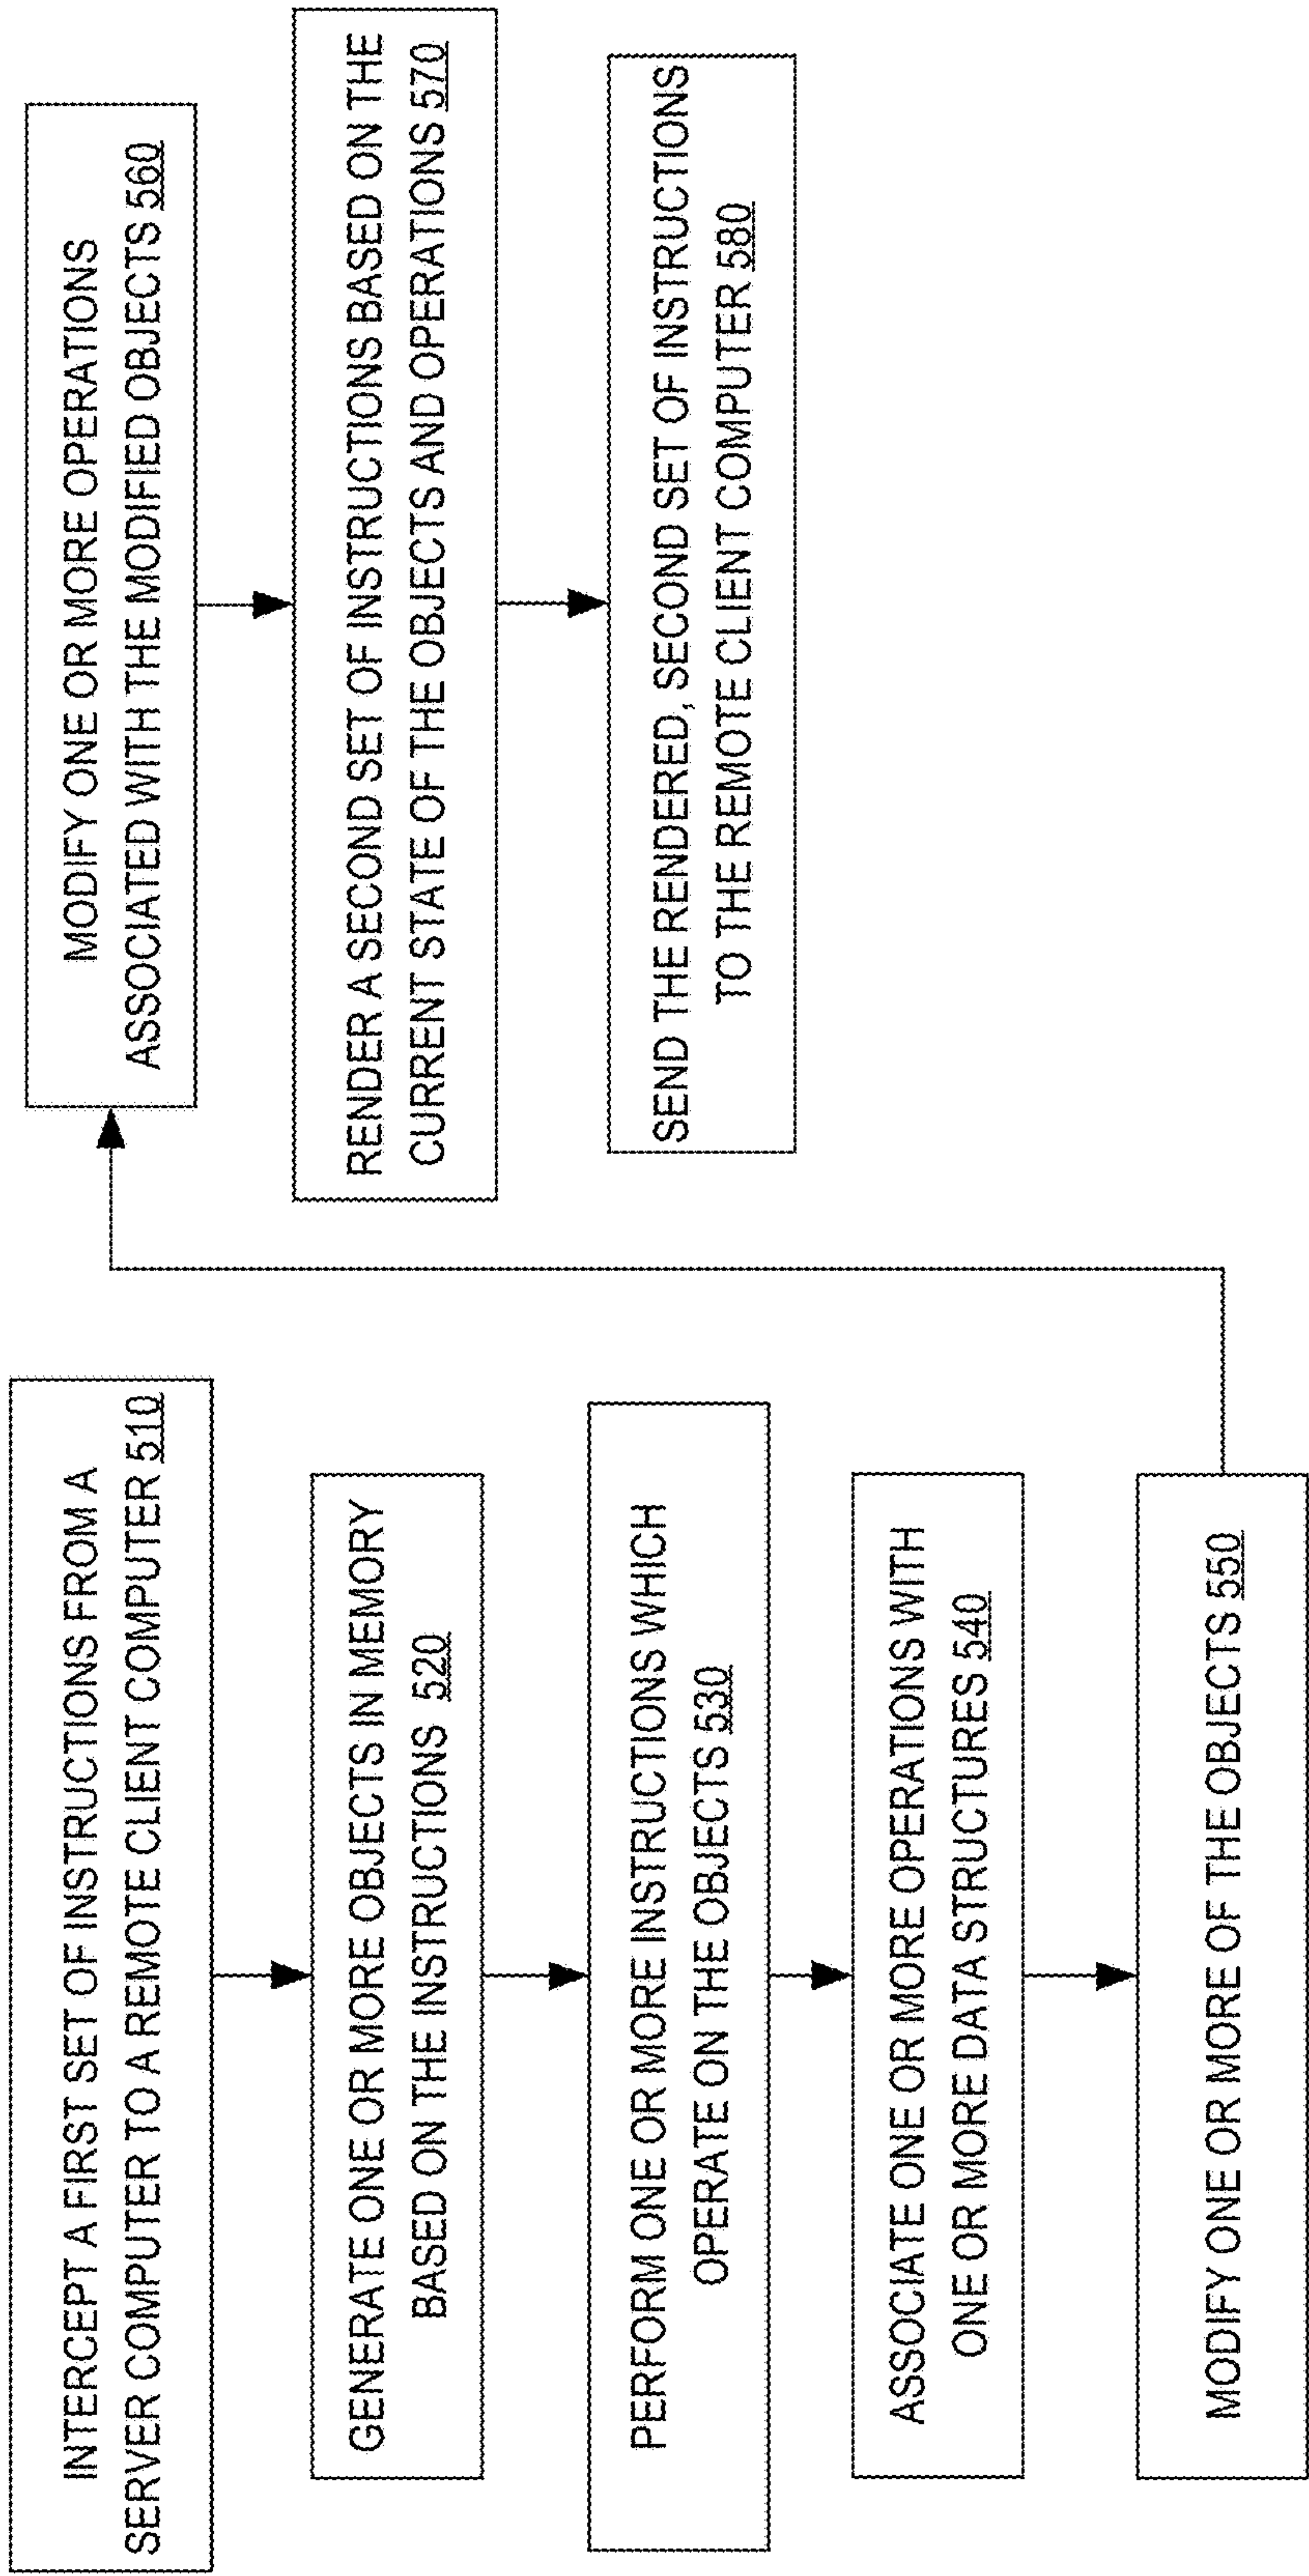 INTERCEPT A FIRST SET OF INSTRUCTIONS FROM A
SERVER COMPUTER TO A REMOTE CLIENT COMPUTER 510
GENERATE ONE OR MORE OBJECTS IN MEMORY
BASED ON THE INSTRUCTIONS 520
PERFORM ONE OR MORE INSTRUCTIONS WHICH
OPERATE ON THE OBJECTS 530
ASSOCIATE ONE OR MORE OPERATIONS WITH
ONE OR MORE DATA STRUCTURES 540
MODIFY ONE OR MORE OF THE OBJECTS 550
MODIFY ONE OR MORE OPERATIONS
ASSOCIATED WITH THE MODIFIED OBJECTS 560
RENDER A SECOND SET OF INSTRUCTIONS BASED ON THE
CURRENT STATE OF THE OBJECTS AND OPERATIONS 570
SEND THE RENDERED, SECOND SET OF INSTRUCTIONS
TO THE REMOTE CLIENT COMPUTER 580